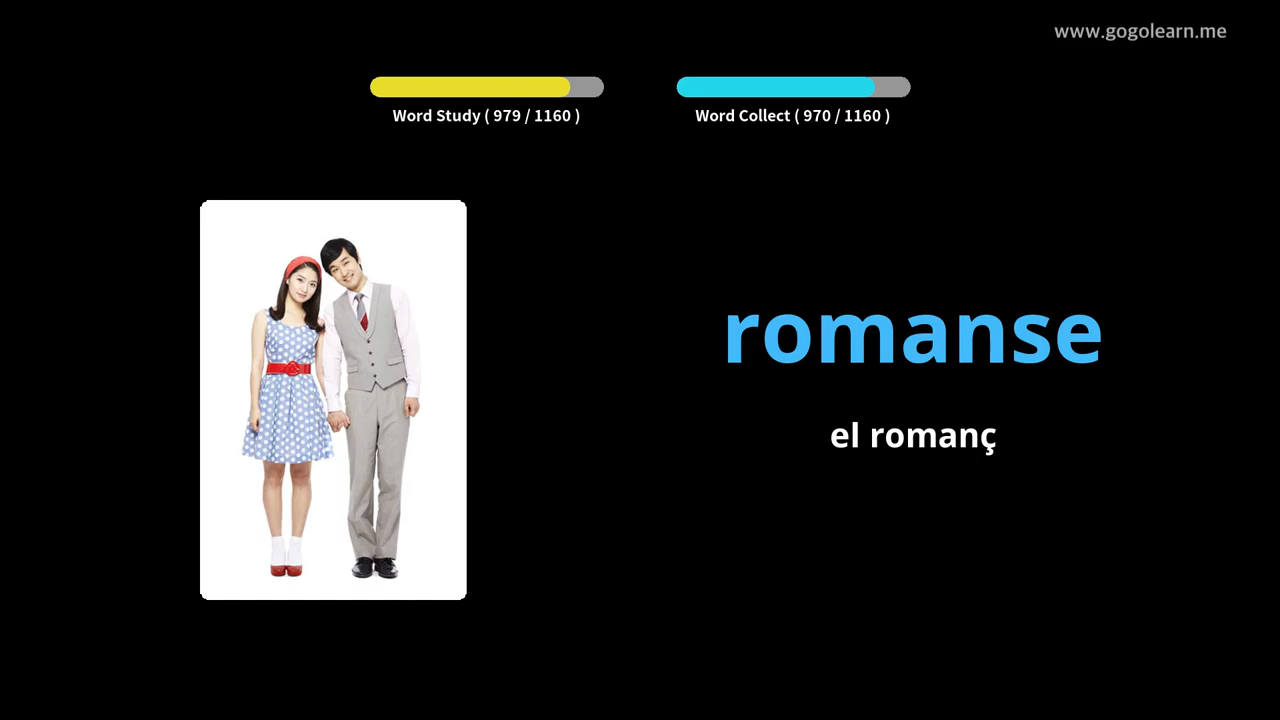 www.gogolearn.me
Word Study ( 979 / 1160 )
Word Collect ( 970 / 1160 )
romanse
el romanç